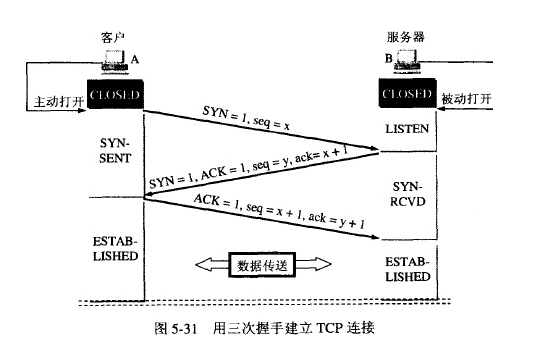 客户
服务器
A
B
CLOSED
CLOSED
主动打开
被动打开
SYN = 1, seq = x
LISTEN
SYN-
SENT
SYN = 1, ACK = 1, seq = y, ack= x + 1
SYN-
RCVD
ACK = 1, seq = x + 1, ack = y + 1
ESTAB-
LISHED
数据传送
ESTAB-
LISHED
图 5-31 用三次握手建立 TCP 连接